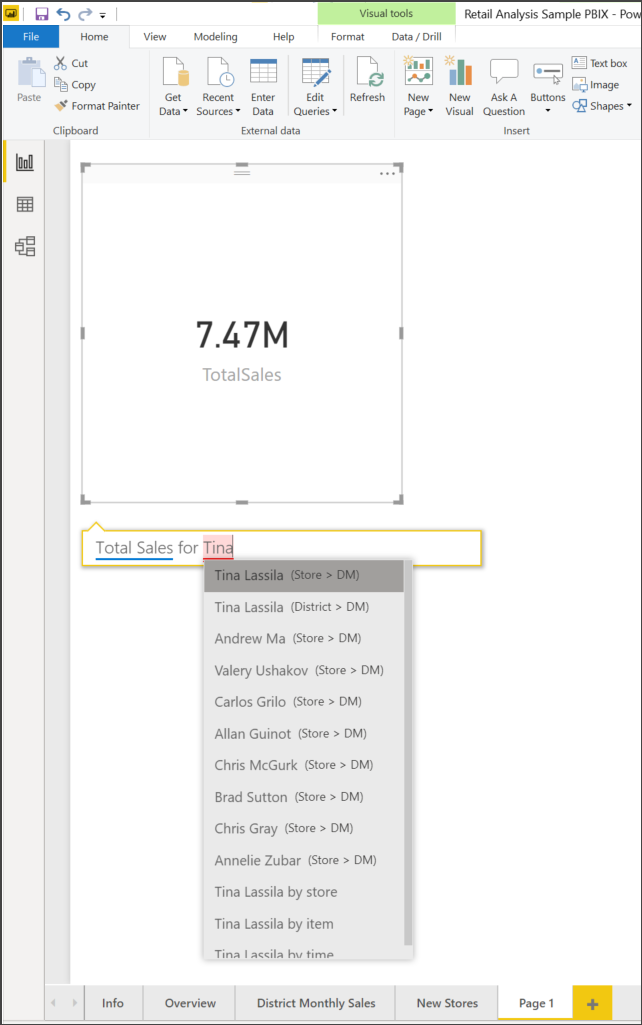 Visual tools
Retail Analysis Sample PBIX - Pow
File Home View Modeling Help Format Data / Drill
Paste
Cut
Copy
Format Painter
Clipboard
Get Data
Recent Sources
Enter Data
Edit Queries
Refresh
External data
New Page
New Visual
Ask A Question
Buttons
Text box
Image
Shapes
Insert
7.47M
TotalSales
Total Sales for Tina
Tina Lassila (Store > DM)
Tina Lassila (District > DM)
Andrew Ma (Store > DM)
Valery Ushakov (Store > DM)
Carlos Grilo (Store > DM)
Allan Guinot (Store > DM)
Chris McGurk (Store > DM)
Brad Sutton (Store > DM)
Chris Gray (Store > DM)
Annelie Zubar (Store > DM)
Tina Lassila by store
Tina Lassila by item
Tina Lassila by time
Info Overview District Monthly Sales New Stores Page 1